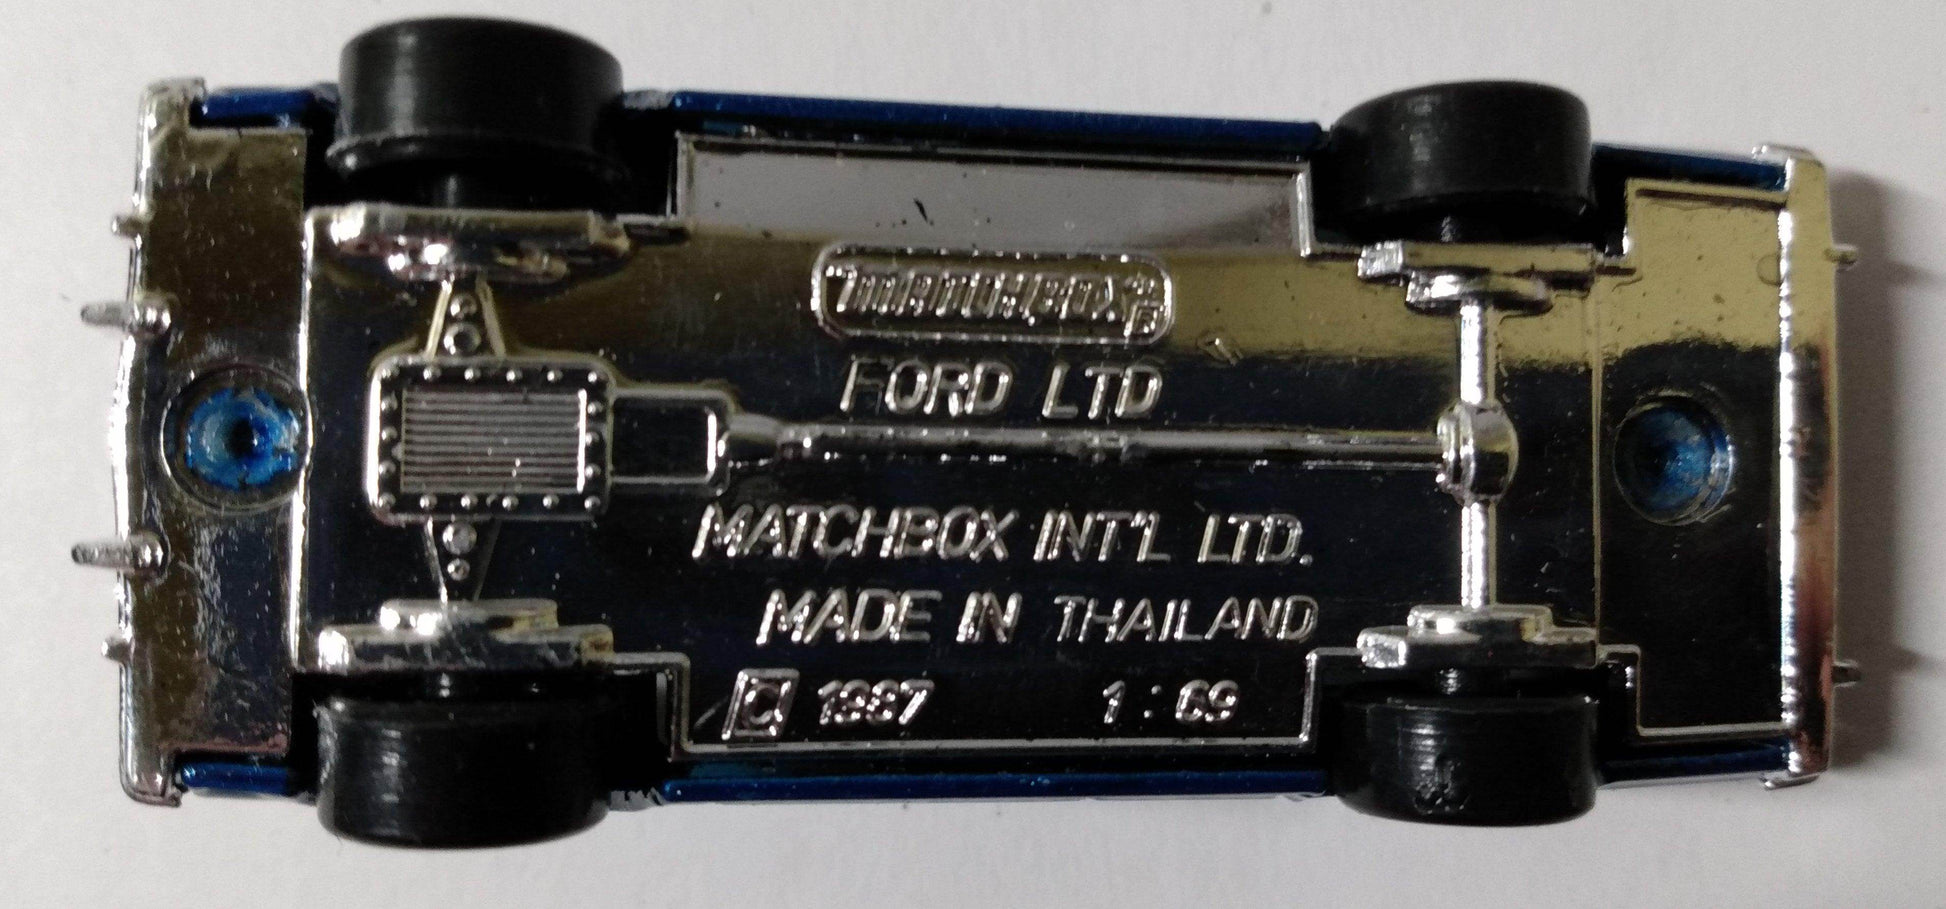 "MATCHBOX"®
FORD LTD
MATCHBOX INT'L LTD.
MADE IN THAILAND
© 1987 1:69